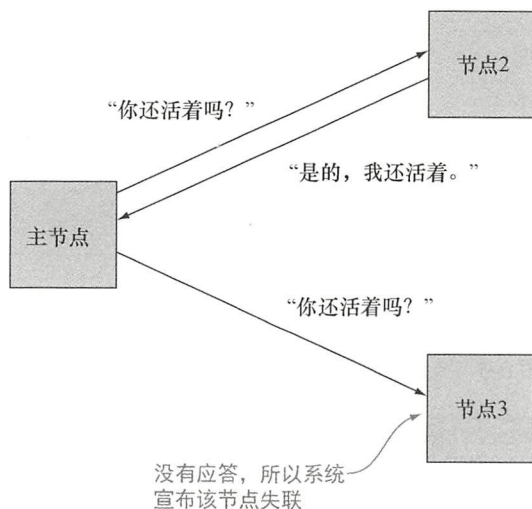 节点2
“你还活着吗？”
“是的，我还活着。”
主节点
“你还活着吗？”
节点3
没有应答，所以系统
宣布该节点失联